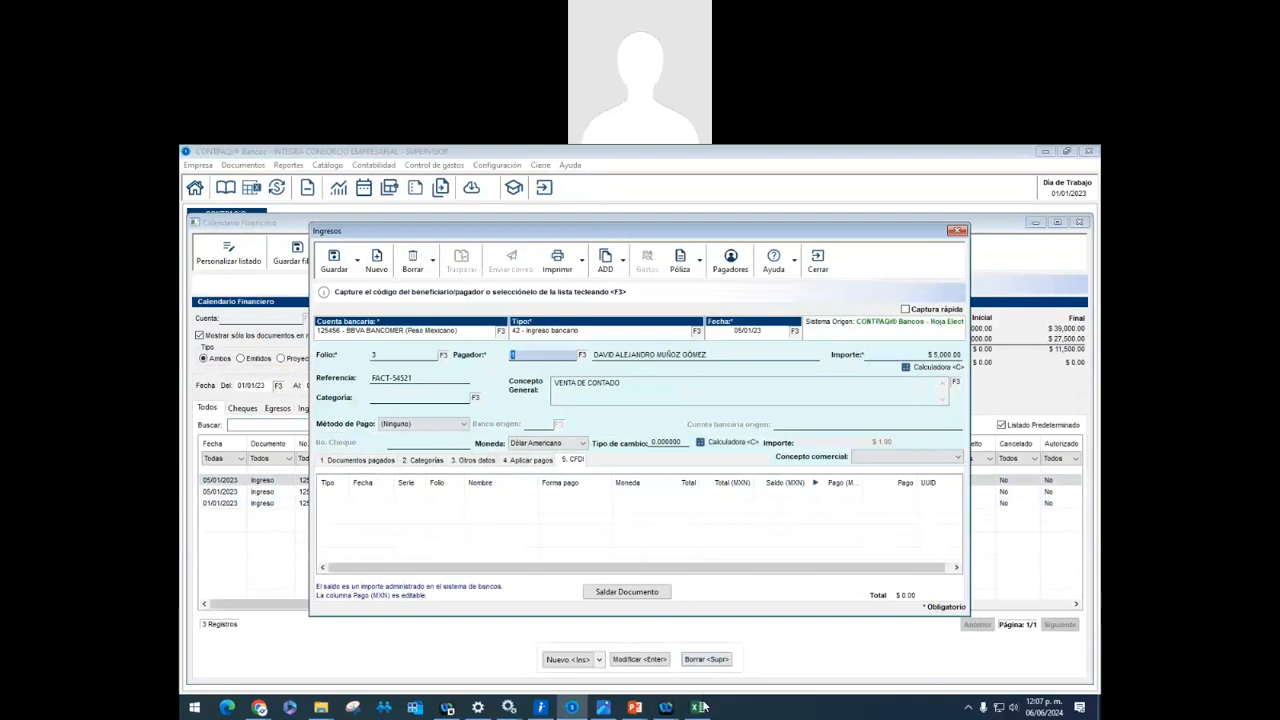 CONTPAQi® Bancos - INTEGRA CONSORCIO EMPRESARIAL - SUPERVISOR
Empresa Documentos Reportes Catálogo Contabilidad Control de gastos Configuración Cierre Ayuda
Día de Trabajo
01/01/2023
Calendario Financiero
Ingresos
Personalizar listado
Guardar
Nuevo
Borrar
Traspasar
Enviar correo
Imprimir
ADD
Gastos
Póliza
Pagadores
Ayuda
Cerrar
Capture el código del beneficiario/pagador o selecciónelo de la lista tecleando <F3>
Captura rápida
Calendario Financiero
Cuenta:
Cuenta bancaria: * Tipo:* Fecha:* Sistema Origen: CONTPAQi® Bancos - Hoja Elect
125456 - BBVA BANCOMER (Peso Mexicano) F3 42 - Ingreso bancario F3 05/01/23 F3
Inicial Final
$ 39,000.00
$ 27,500.00
$ 0.00
$ 11,500.00
Mostrar sólo los documentos en
Tipo
Ambos Emitidos Proye
Fecha Del: 01/01/23 F3 Al:
Folio:* 3 F3 Pagador:* 1 F3 DAVID ALEJANDRO MUÑOZ GÓMEZ Importe:* $ 5,000.00
Calculadora <C>
Referencia: FACT-54521 Concepto General: VENTA DE CONTADO F3
Categoría: F3
Método de Pago: (Ninguno) Banco origen: F3 Cuenta bancaria origen:
No. Cheque Moneda: Dólar Americano Tipo de cambio: 0.000000 Calculadora <C> Importe: $ 1.90
1. Documentos pagados 2. Categorías 3. Otros datos 4. Aplicar pagos 5. CFDI Concepto comercial:
Tipo Fecha Serie Folio Nombre Forma pago Moneda Total Total (MXN) Saldo (MXN) Pago (M... Pago UUID
Todos Cheques Egresos Ing
Buscar:
Listado Predeterminado
Fecha Documento Cancelado Autorizado
Todas Todos Todos Todos
05/01/2023 Ingreso No No
05/01/2023 Ingreso No No
01/01/2023 Ingreso No No
El saldo es un importe administrado en el sistema de bancos.
La columna Pago (MXN) es editable.
Saldar Documento
Total $ 0.00
* Obligatorio
3 Registros
Anterior Página: 1/1 Siguiente
Nuevo <Ins> Modificar <Enter> Borrar <Supr>
12:07 p.m.
06/06/2024